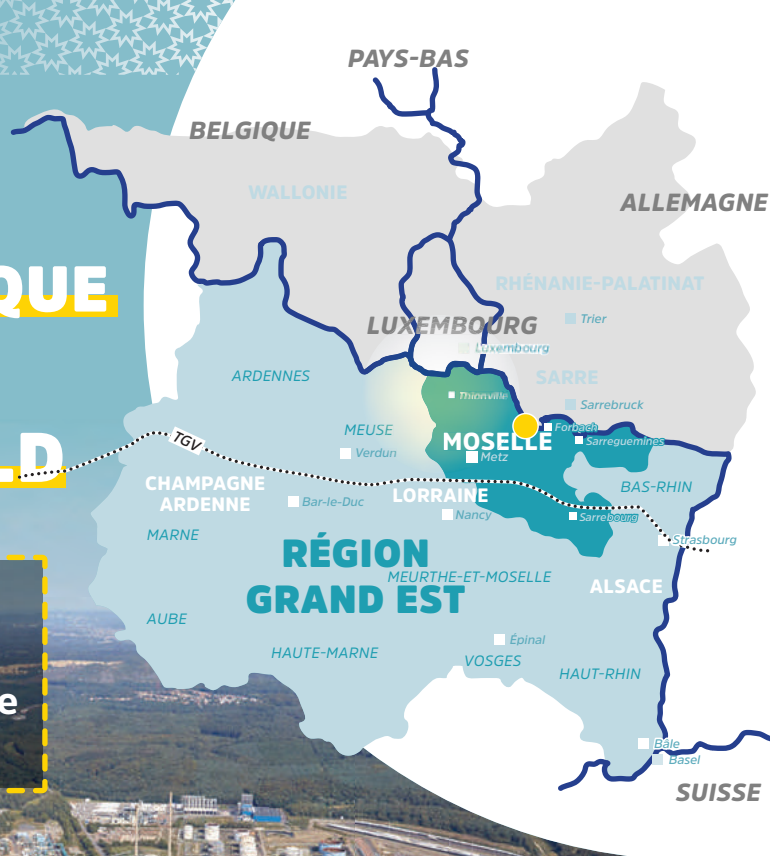 PAYS-BAS
BELGIQUE
WALLONIE
ALLEMAGNE
QUE
RHÉNANIE-PALATINAT
LUXEMBOURG
Trier
Luxembourg
ARDENNES
SARRE
Thionville
Sarrebruck
MEUSE
Forbach
MOSELLE
Sarreguemines
TGV
Verdun
Metz
LD
CHAMPAGNE
ARDENNE
LORRAINE
BAS-RHIN
Bar-le-Duc
Nancy
Sarrebourg
MARNE
Strasbourg
RÉGION
GRAND EST
MEURTHE-ET-MOSELLE
ALSACE
AUBE
Épinal
HAUTE-MARNE
VOSGES
HAUT-RHIN
e
Bâle
Basel
SUISSE